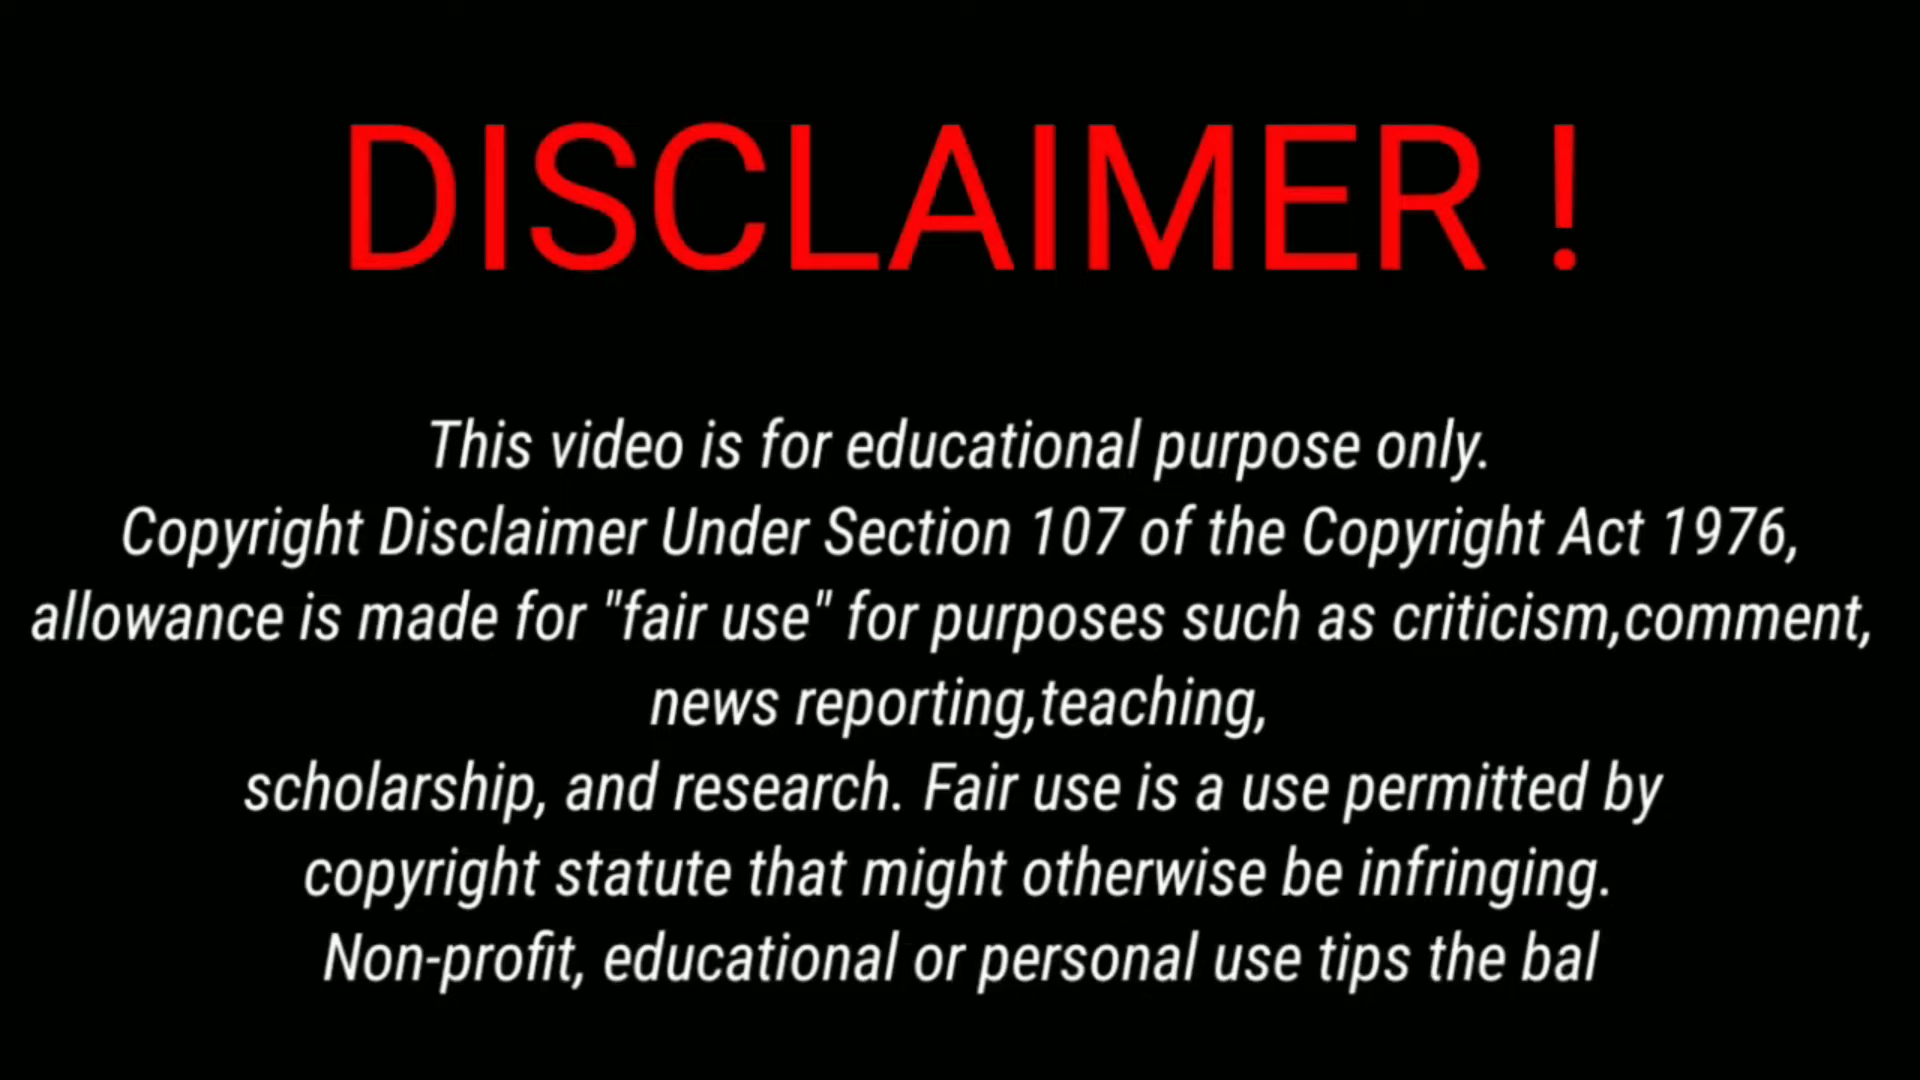 DISCLAIMER !
This video is for educational purpose only.
Copyright Disclaimer Under Section 107 of the Copyright Act 1976,
allowance is made for "fair use" for purposes such as criticism,comment,
news reporting,teaching,
scholarship, and research. Fair use is a use permitted by
copyright statute that might otherwise be infringing.
Non-profit, educational or personal use tips the bal